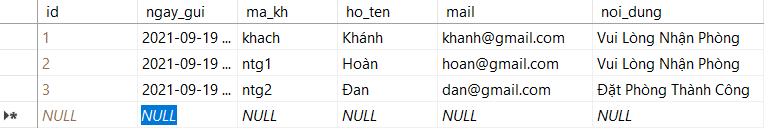 id ngay_gui ma_kh ho_ten mail noi_dung
1 2021-09-19 ... khach Khánh khanh@gmail.com Vui Lòng Nhận Phòng
2 2021-09-19 ... ntg1 Hoàn hoan@gmail.com Vui Lòng Nhận Phòng
3 2021-09-19 ... ntg2 Đan dan@gmail.com Đặt Phòng Thành Công
NULL NULL NULL NULL NULL NULL